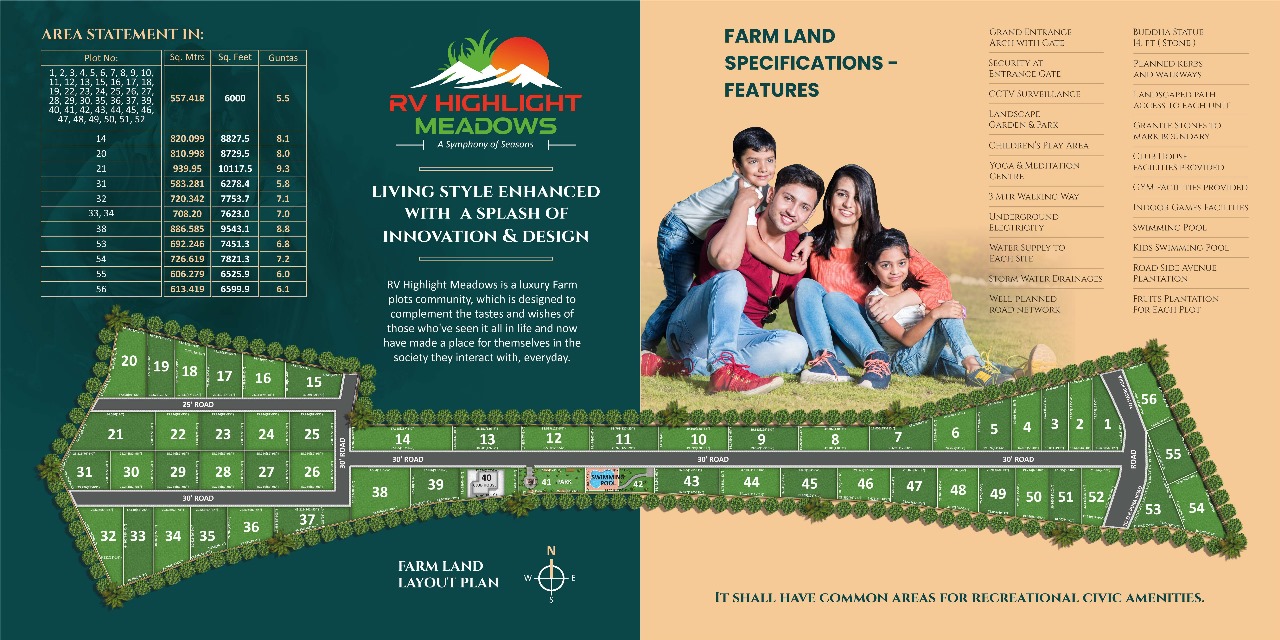 AREA STATEMENT IN:
Plot No: Sq. Mtrs Sq. Feet Guntas
1, 2, 3, 4, 5, 6, 7, 8, 9, 10,
11, 12, 13, 15, 16, 17, 18,
19, 22, 23, 24, 25, 26, 27,
28, 29, 30, 35, 36, 37, 39,
40, 41, 42, 43, 44, 45, 46,
47, 48, 49, 50, 51, 52
557.418 6000 5.5
14 820.099 8827.5 8.1
20 810.998 8729.5 8.0
21 939.95 10117.5 9.3
31 583.281 6278.4 5.8
32 720.342 7753.7 7.1
33, 34 708.20 7623.0 7.0
38 886.585 9543.1 8.8
53 692.246 7451.3 6.8
54 726.619 7821.3 7.2
55 606.279 6525.9 6.0
56 613.419 6599.9 6.1
RV HIGHLIGHT
MEADOWS
A Symphony of Seasons
LIVING STYLE ENHANCED
WITH A SPLASH OF
INNOVATION & DESIGN
RV Highlight Meadows is a luxury Farm
plots community, which is designed to
complement the tastes and wishes of
those who've seen it all in life and now
have made a place for themselves in the
society they interact with, everyday.
FARM LAND
SPECIFICATIONS -
FEATURES
GRAND ENTRANCE
ARCH WITH GATE
SECURITY AT
ENTRANCE GATE
CCTV SURVEILLANCE
LANDSCAPE
GARDEN & PARK
CHILDREN'S PLAY AREA
YOGA & MEDITATION
CENTRE
3 MTR WALKING WAY
UNDERGROUND
ELECTRICITY
WATER SUPPLY TO
EACH SITE
STORM WATER DRAINAGES
WELL PLANNED
ROAD NETWORK
BUDDHA STATUE
14 FT ( STONE )
PLANNED KERBS
AND WALKWAYS
LANDSCAPED PATH
ACCESS TO EACH UNIT
GRANITE STONES TO
MARK BOUNDARY
CLUB HOUSE
FACILITIES PROVIDED
GYM FACILITIES PROVIDED
INDOOR GAMES FACILITIES
SWIMMING POOL
KIDS SWIMMING POOL
ROAD SIDE AVENUE
PLANTATION
FRUITS PLANTATION
FOR EACH PLOT
20 19 18 17 16 15
25' ROAD
21 22 23 24 25
31 30 29 28 27 26
30' ROAD
32 33 34 35 36 37
30' ROAD
14 13 12 11 10 9 8 7 6 5 4 3 2 1 56
30' ROAD 30' ROAD 30' ROAD
ROAD
55
38 39 40 41 PARK SWIMMING POOL 42 43 44 45 46 47 48 49 50 51 52 53 54
CLUB HOUSE
FARM LAND
LAYOUT PLAN
N
W E
S
IT SHALL HAVE COMMON AREAS FOR RECREATIONAL CIVIC AMENITIES.